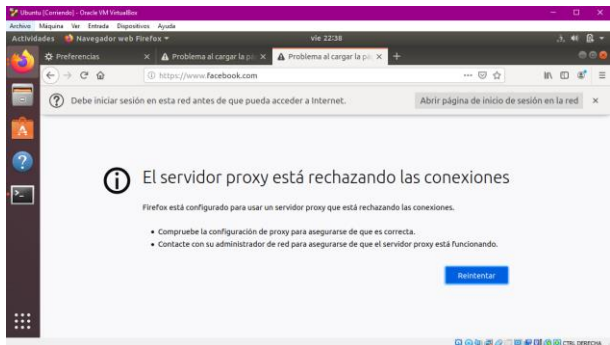 Ubuntu [Corriendo] - Oracle VM VirtualBox
Archivo Máquina Ver Entrada Dispositivos Ayuda
Actividades Navegador web Firefox vie 22:38
Preferencias Problema al cargar la pá Problema al cargar la pá
https://www.facebook.com
Debe iniciar sesión en esta red antes de que pueda acceder a Internet. Abrir página de inicio de sesión en la red
El servidor proxy está rechazando las conexiones
Firefox está configurado para usar un servidor proxy que está rechazando las conexiones.
• Compruebe la configuración de proxy para asegurarse de que es correcta.
• Contacte con su administrador de red para asegurarse de que el servidor proxy está funcionando.
Reintentar
CTRL DERECHA